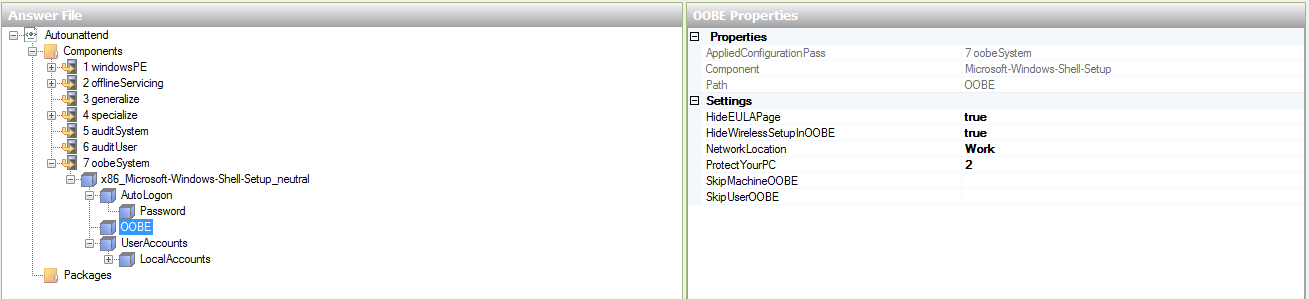 Answer File
Autounattend
Components
1 windowsPE
2 offlineServicing
3 generalize
4 specialize
5 auditSystem
6 auditUser
7 oobeSystem
x86_Microsoft-Windows-Shell-Setup_neutral
AutoLogon
Password
OOBE
UserAccounts
LocalAccounts
Packages
OOBE Properties
Properties
AppliedConfigurationPass 7 oobeSystem
Component Microsoft-Windows-Shell-Setup
Path OOBE
Settings
HideEULAPage true
HideWirelessSetupInOOBE true
NetworkLocation Work
ProtectYourPC 2
SkipMachineOOBE
SkipUserOOBE